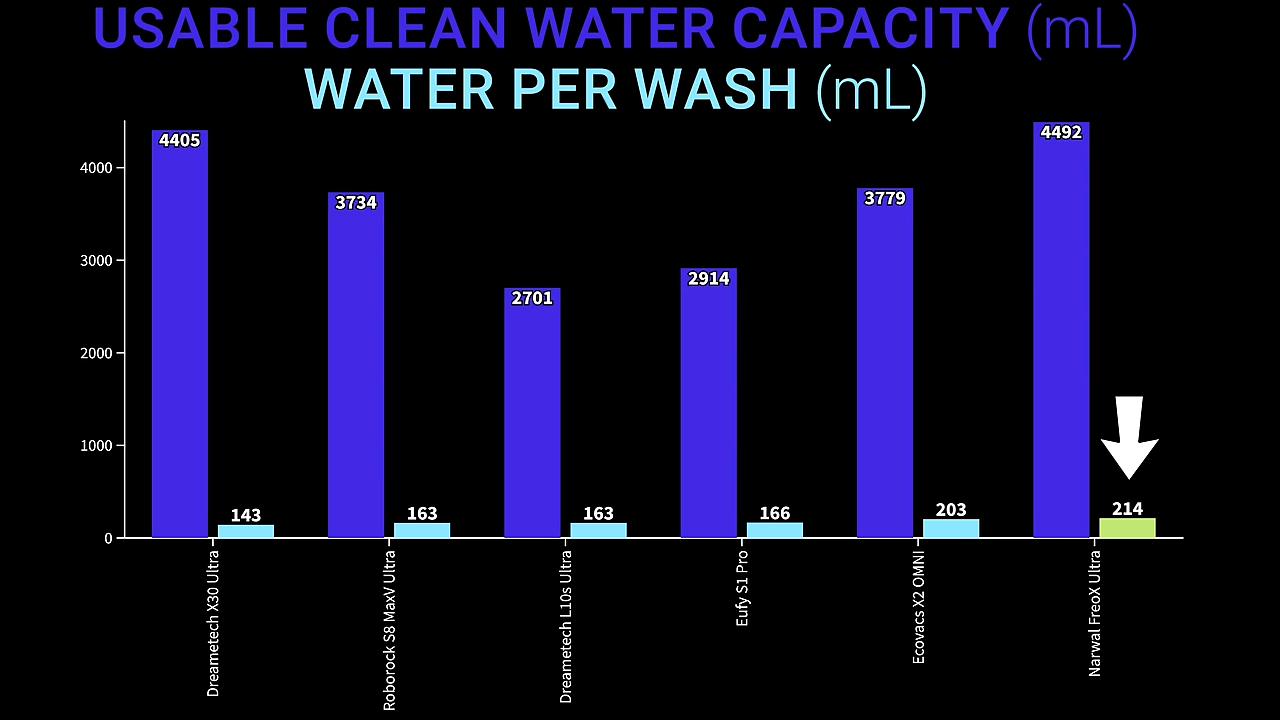 USABLE CLEAN WATER CAPACITY (mL)
WATER PER WASH (mL)
4405
3734
2701
2914
3779
4492
143
163
163
166
203
214
4000
3000
2000
1000
0
Dreametech X30 Ultra
Roborock S8 MaxV Ultra
Dreametech L10s Ultra
Eufy S1 Pro
Ecovacs X2 OMNI
Narwal FreoX Ultra